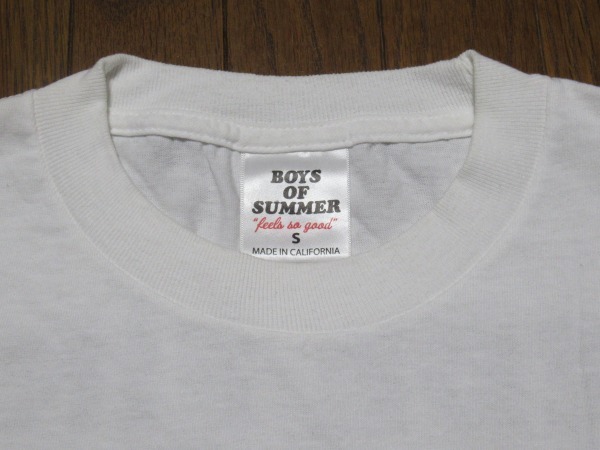 BOYS
OF
SUMMER
"feels so good"
S
MADE IN CALIFORNIA